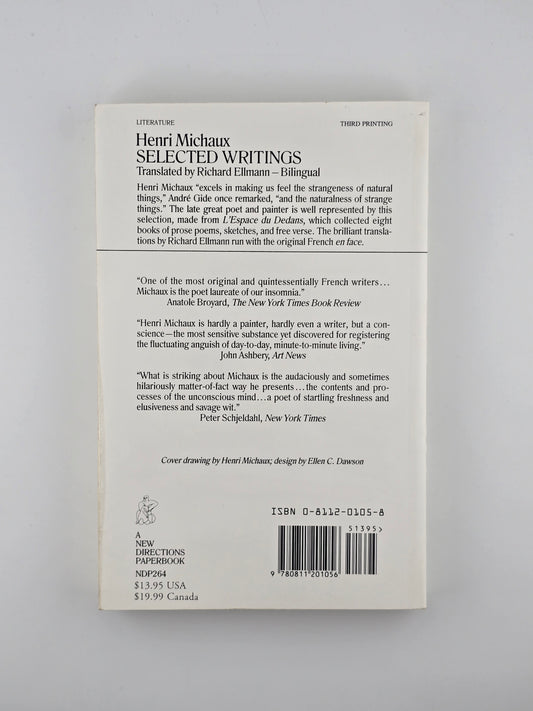 LITERATURE THIRD PRINTING
Henri Michaux
SELECTED WRITINGS
Translated by Richard Ellmann – Bilingual
Henri Michaux “excels in making us feel the strangeness of natural
things,” André Gide once remarked, “and the naturalness of strange
things.” The late great poet and painter is well represented by this
selection, made from L’Espace du Dedans, which collected eight
books of prose poems, sketches, and free verse. The brilliant transla-
tions by Richard Ellmann run with the original French en face.
“One of the most original and quintessentially French writers...
Michaux is the poet laureate of our insomnia.”
Anatole Broyard, The New York Times Book Review
“Henri Michaux is hardly a painter, hardly even a writer, but a con-
science—the most sensitive substance yet discovered for registering
the fluctuating anguish of day-to-day, minute-to-minute living.”
John Ashbery, Art News
“What is striking about Michaux is the audaciously and sometimes
hilariously matter-of-fact way he presents...the contents and pro-
cesses of the unconscious mind...a poet of startling freshness and
elusiveness and savage wit.”
Peter Schjeldahl, New York Times
Cover drawing by Henri Michaux; design by Ellen C. Dawson
A
NEW
DIRECTIONS
PAPERBOOK
NDP264
$13.95 USA
$19.99 Canada
ISBN 0-8112-0105-8
51395>
9 780811 201056